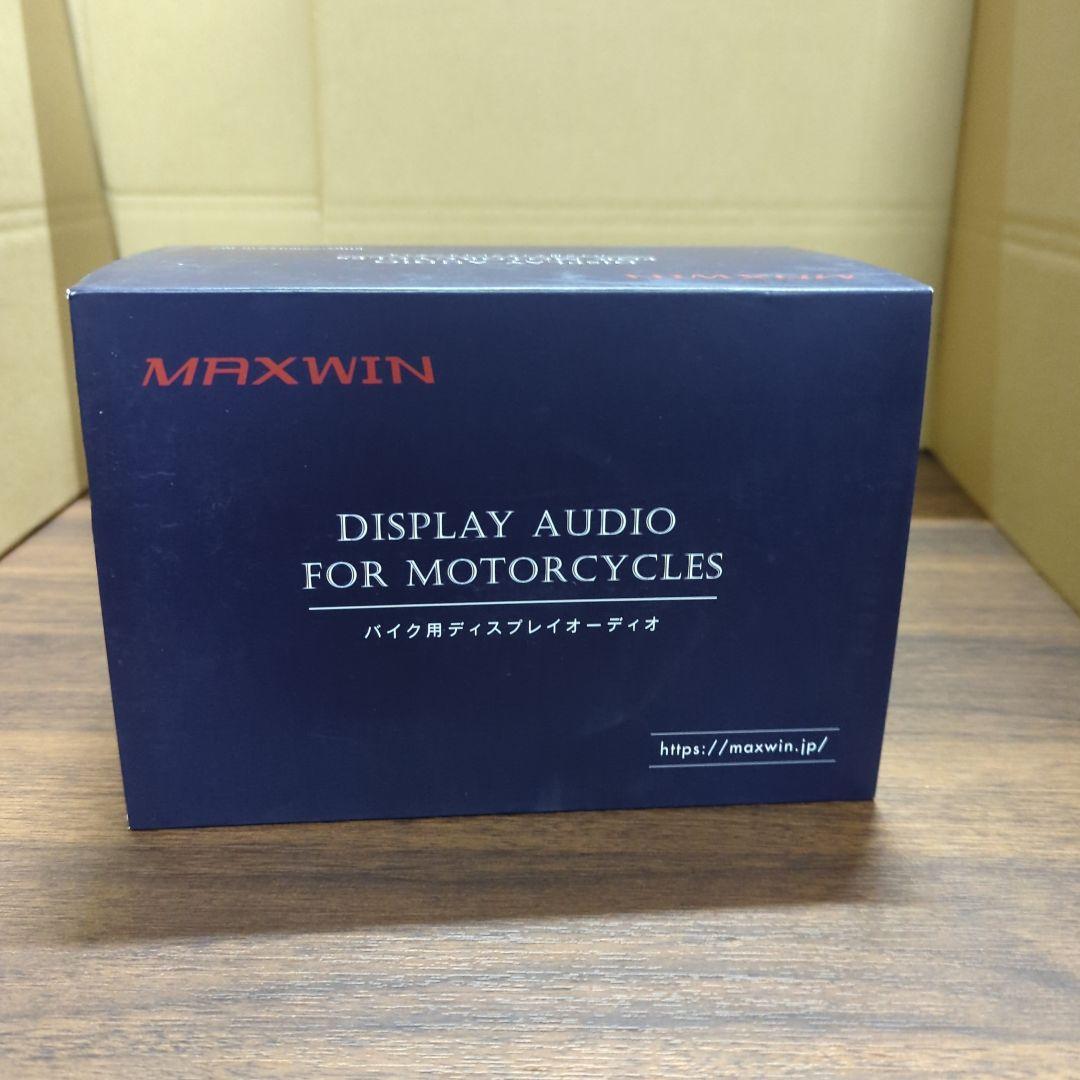 MAXWIN
MAXWIN
DISPLAY AUDIO
FOR MOTORCYCLES
バイク用ディスプレイオーディオ
https://maxwin.jp/